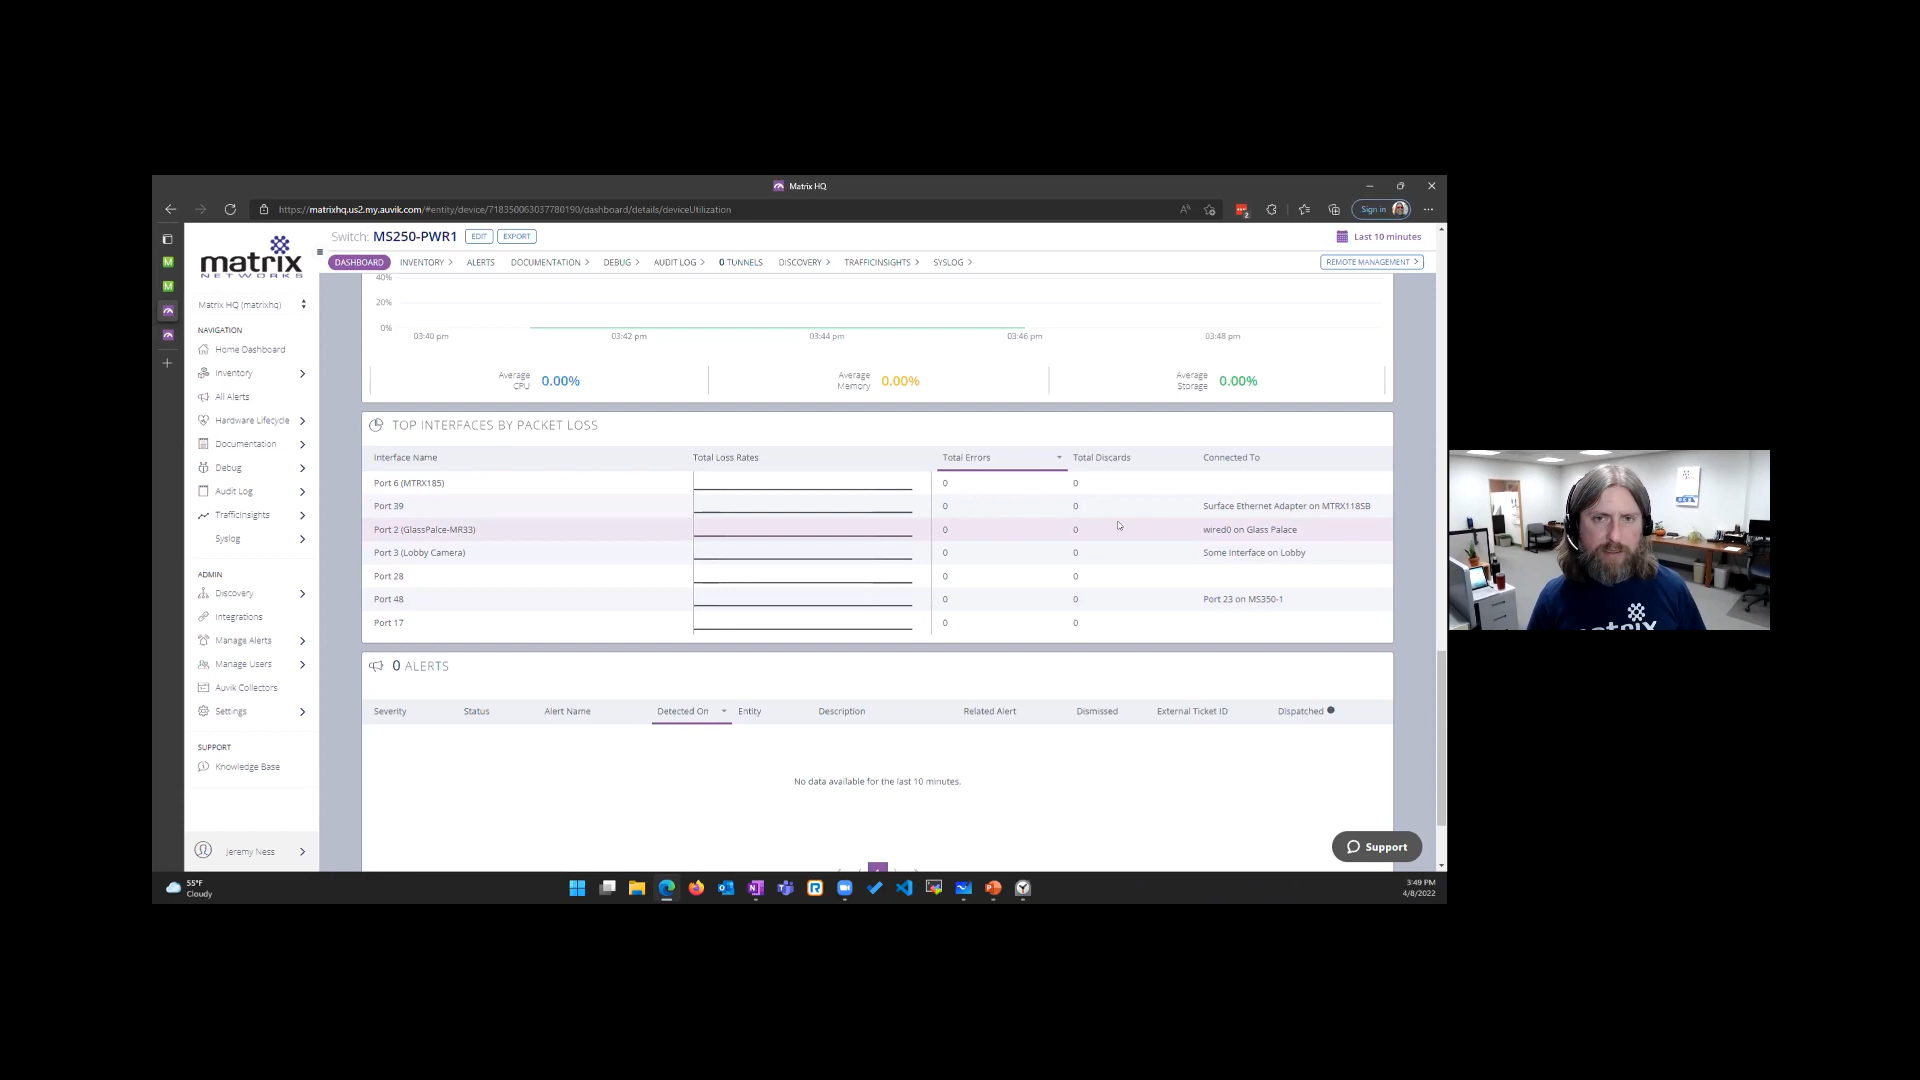 Matrix HQ
https://matrixhq.us2.my.auvik.com/#entity/device/718350063037780190/dashboard/details/deviceUtilization
Sign in
matrix
NETWORKS
Switch: MS250-PWR1 EDIT EXPORT
Last 10 minutes
DASHBOARD INVENTORY ALERTS DOCUMENTATION DEBUG AUDIT LOG 0 TUNNELS DISCOVERY TRAFFICINSIGHTS SYSLOG REMOTE MANAGEMENT
Matrix HQ (matrixhq)
NAVIGATION
Home Dashboard
Inventory
All Alerts
Hardware Lifecycle
Documentation
Debug
Audit Log
TrafficInsights
Syslog
ADMIN
Discovery
Integrations
Manage Alerts
Manage Users
Auvik Collectors
Settings
SUPPORT
Knowledge Base
Jeremy Ness
40%
20%
0%
03:40 pm 03:42 pm 03:44 pm 03:46 pm 03:48 pm
Average CPU 0.00%
Average Memory 0.00%
Average Storage 0.00%
TOP INTERFACES BY PACKET LOSS
Interface Name Total Loss Rates Total Errors Total Discards Connected To
Port 6 (MTRX185) 0 0
Port 39 0 0 Surface Ethernet Adapter on MTRX118SB
Port 2 (GlassPalce-MR33) 0 0 wired0 on Glass Palace
Port 3 (Lobby Camera) 0 0 Some Interface on Lobby
Port 28 0 0
Port 48 0 0 Port 23 on MS350-1
Port 17 0 0
0 ALERTS
Severity Status Alert Name Detected On Entity Description Related Alert Dismissed External Ticket ID Dispatched
No data available for the last 10 minutes.
Support
55°F
Cloudy
3:49 PM
4/8/2022
matrix